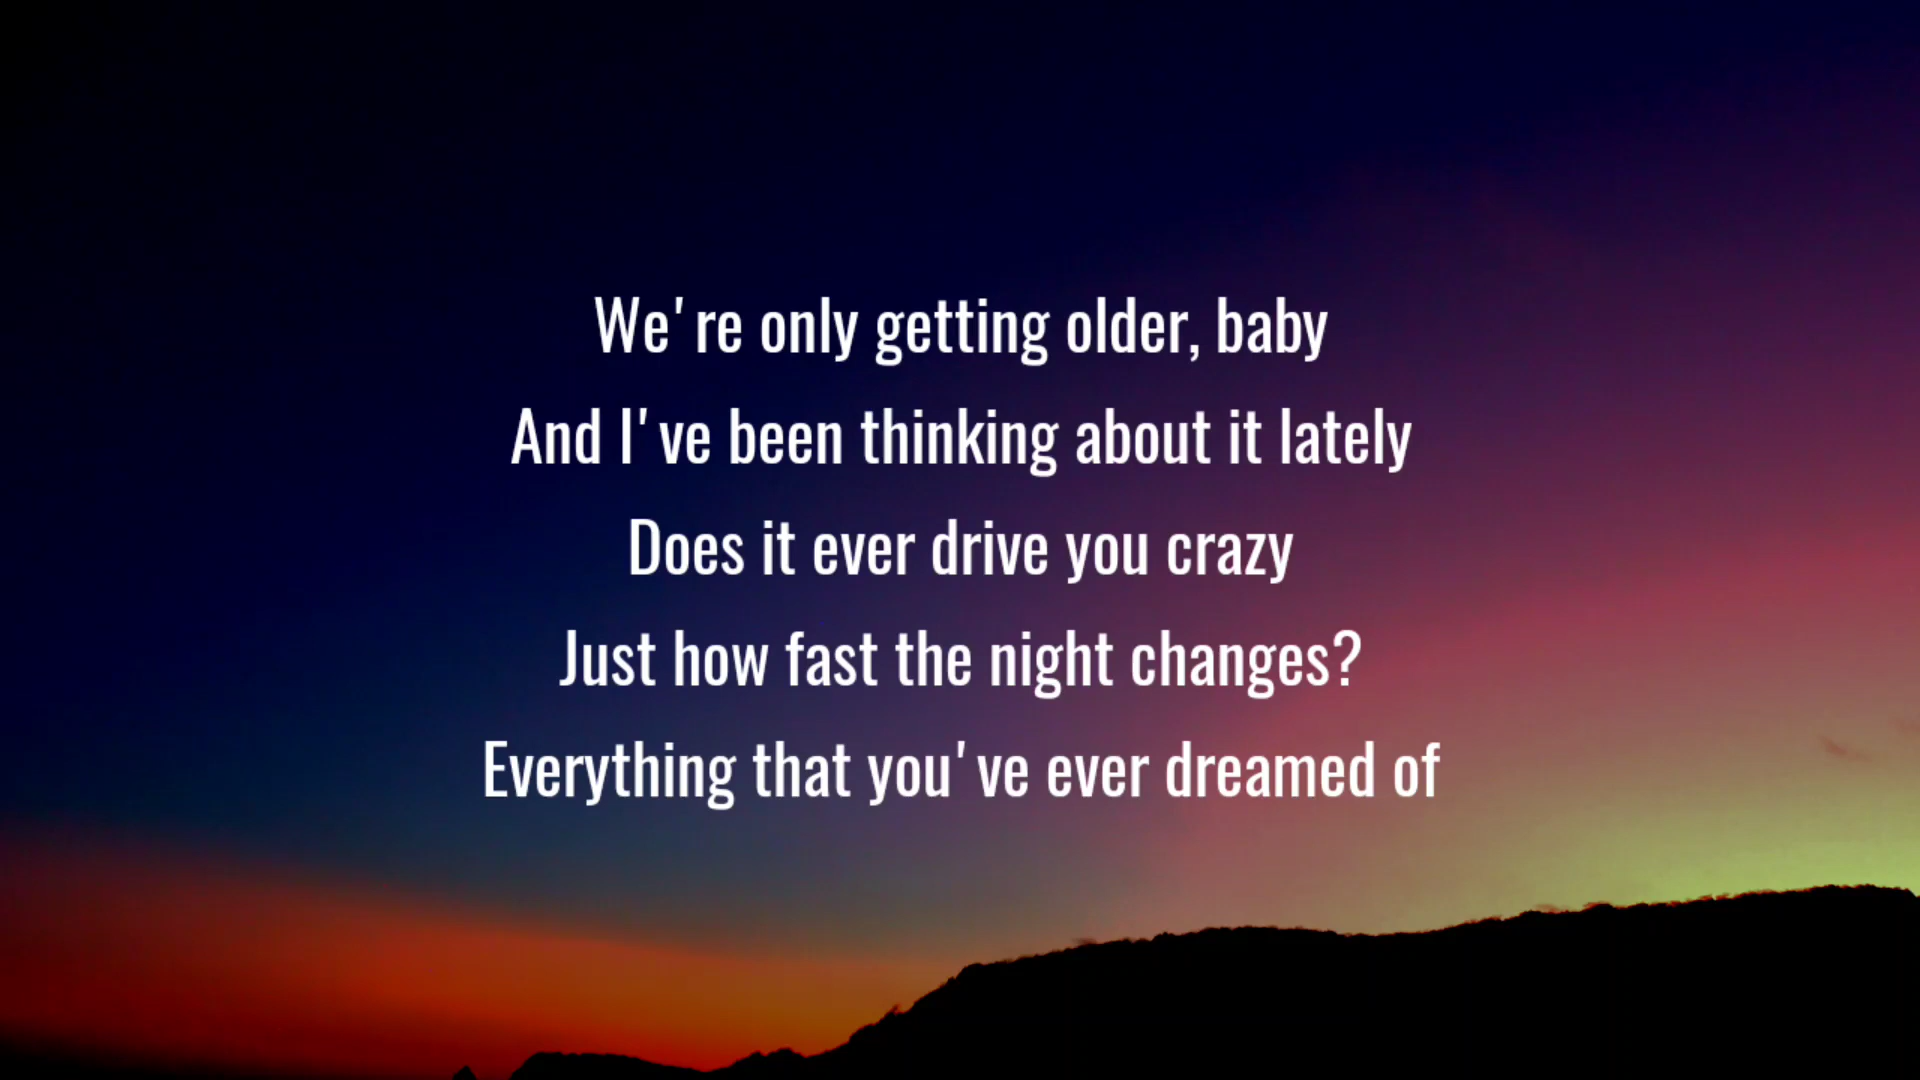 We're only getting older, baby
And I've been thinking about it lately
Does it ever drive you crazy
Just how fast the night changes?
Everything that you've ever dreamed of